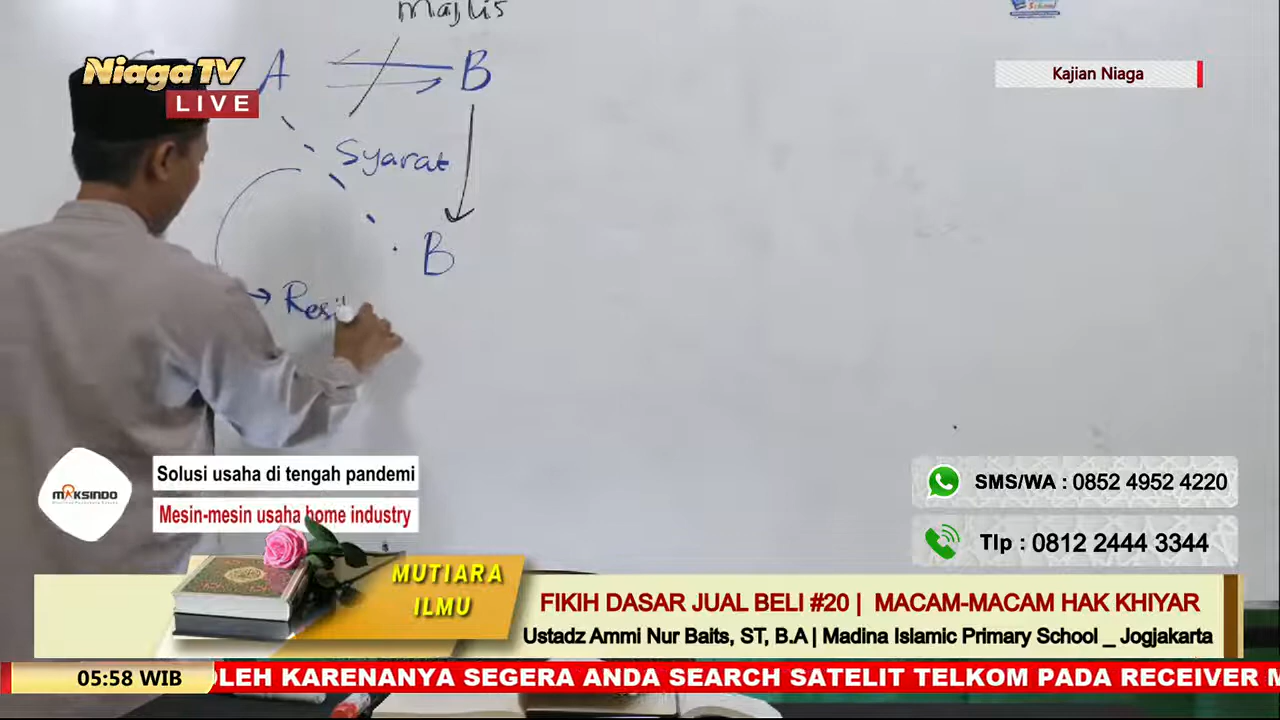 Majlis
School
Niaga TV
LIVE
A
B
Kajian Niaga
Syarat
B
Solusi usaha di tengah pandemi
MAKSINDO
Mesin-mesin usaha home industry
SMS/WA : 0852 4952 4220
Tlp : 0812 2444 3344
MUTIARA
ILMU
FIKIH DASAR JUAL BELI #20 | MACAM-MACAM HAK KHIYAR
Ustadz Ammi Nur Baits, ST, B.A | Madina Islamic Primary School _ Jogjakarta
05:58 WIB
OLEH KARENANYA SEGERA ANDA SEARCH SATELIT TELKOM PADA RECEIVER